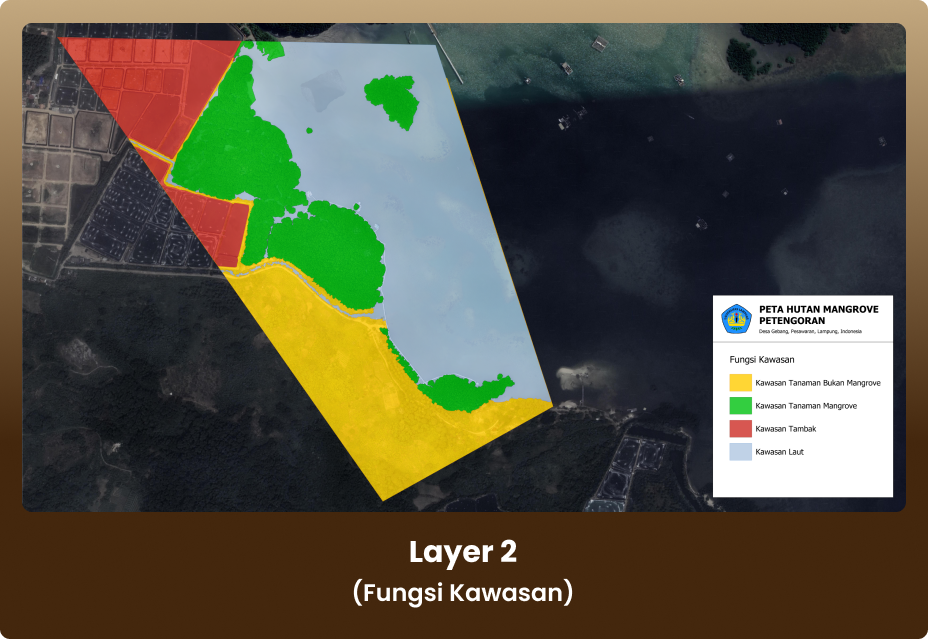 PETA HUTAN MANGROVE
PETENGORAN
Desa Gebang, Pesawaran, Lampung, Indonesia
Fungsi Kawasan
Kawasan Tanaman Bukan Mangrove
Kawasan Tanaman Mangrove
Kawasan Tambak
Kawasan Laut
Layer 2
(Fungsi Kawasan)